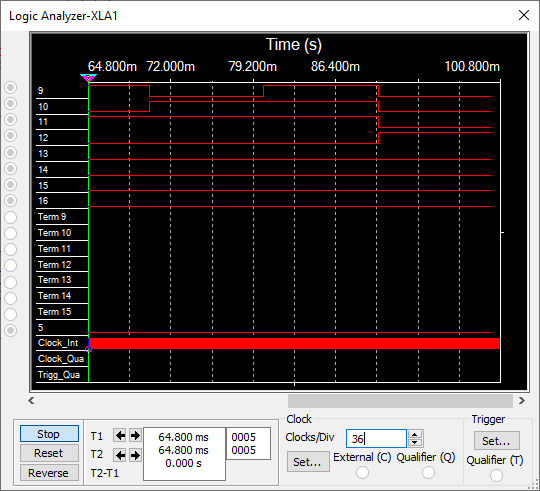 Logic Analyzer-XLA1
Time (s)
64.800m 72.000m 79.200m 86.400m 100.800m
9
10
11
12
13
14
15
16
Term 9
Term 10
Term 11
Term 12
Term 13
Term 14
Term 15
5
Clock_Int
Clock_Qua
Trigg_Qua
Stop
Reset
Reverse
T1
T2
T2-T1
64.800 ms 0005
64.800 ms 0005
0.000 s
Clock
Clocks/Div 36
Set... External (C) Qualifier (Q)
Trigger
Set...
Qualifier (T)